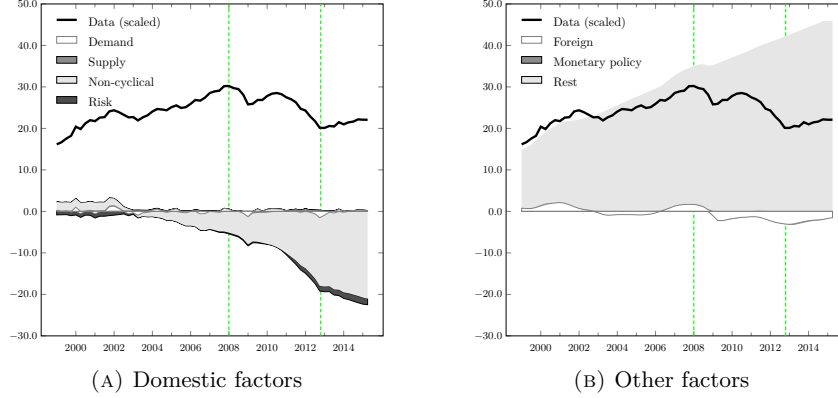 50.0
40.0
30.0
20.0
10.0
0.0
−10.0
−20.0
−30.0
Data (scaled)
Demand
Supply
Non-cyclical
Risk
2000 2002 2004 2006 2008 2010 2012 2014
(A) Domestic factors
50.0
40.0
30.0
20.0
10.0
0.0
−10.0
−20.0
−30.0
Data (scaled)
Foreign
Monetary policy
Rest
2000 2002 2004 2006 2008 2010 2012 2014
(B) Other factors